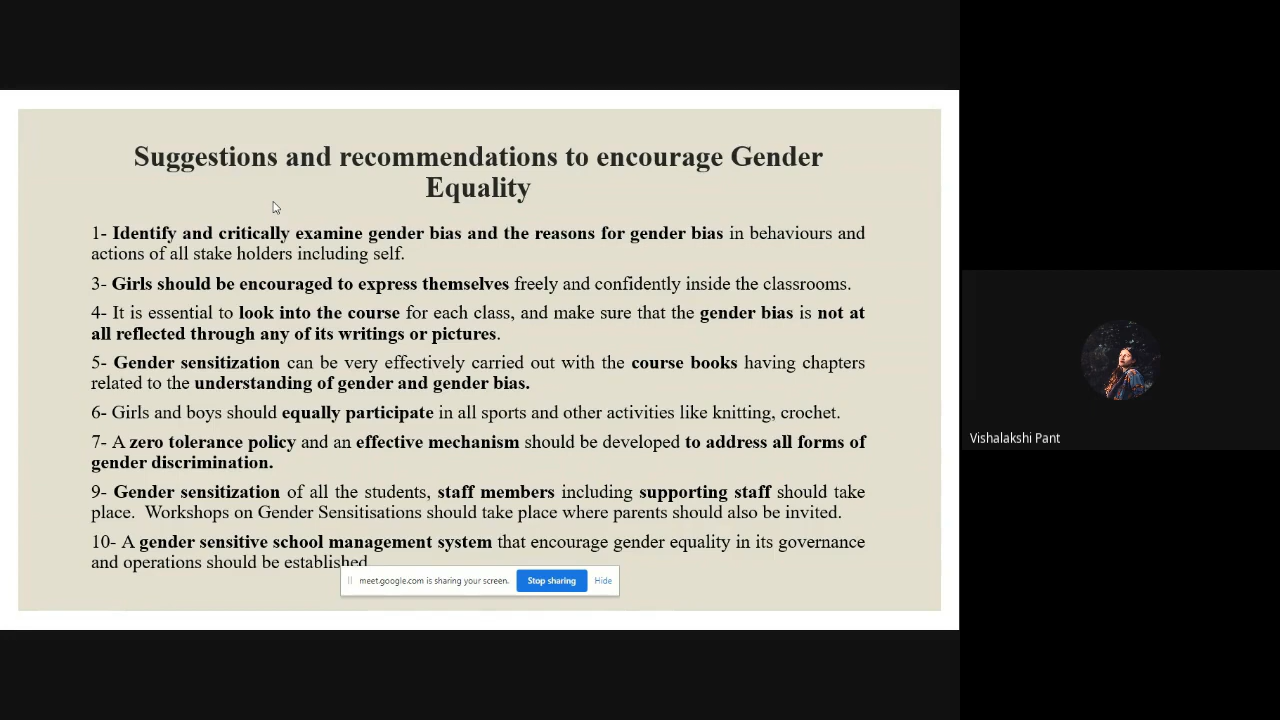 Suggestions and recommendations to encourage Gender
Equality
1- Identify and critically examine gender bias and the reasons for gender bias in behaviours and
actions of all stake holders including self.
3- Girls should be encouraged to express themselves freely and confidently inside the classrooms.
4- It is essential to look into the course for each class, and make sure that the gender bias is not at
all reflected through any of its writings or pictures.
5- Gender sensitization can be very effectively carried out with the course books having chapters
related to the understanding of gender and gender bias.
6- Girls and boys should equally participate in all sports and other activities like knitting, crochet.
7- A zero tolerance policy and an effective mechanism should be developed to address all forms of
gender discrimination.
9- Gender sensitization of all the students, staff members including supporting staff should take
place. Workshops on Gender Sensitisations should take place where parents should also be invited.
10- A gender sensitive school management system that encourage gender equality in its governance
and operations should be established
meet.google.com is sharing your screen. Stop sharing Hide
Vishalakshi Pant